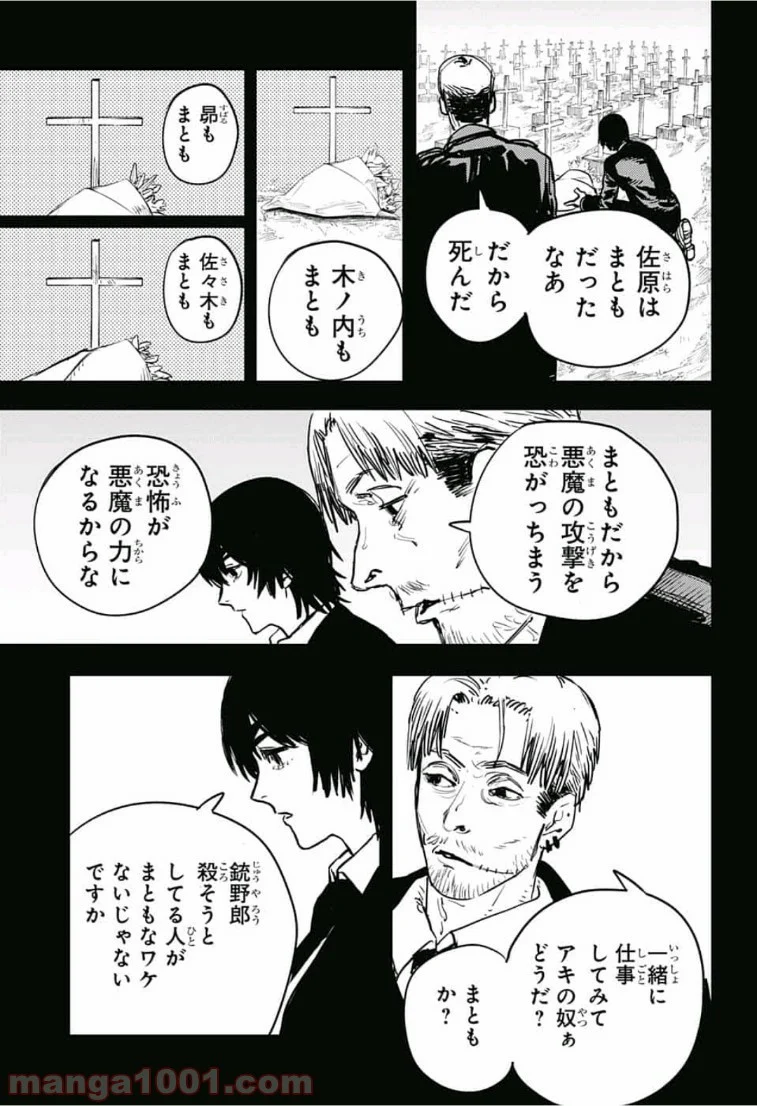 佐原は
まとも
だった
なあ
だから
死んだ
木ノ内も
まとも
昴も
まとも
佐々木も
まとも
まともだから
悪魔の攻撃を
恐がっちまう
恐怖が
悪魔の力に
なるからな
一緒に
仕事
してみて
アキの奴ぁ
どうだ?
まとも
か?
銃野郎
殺そうと
してる人が
まともなワケ
ないじゃない
ですか
manga1001.com